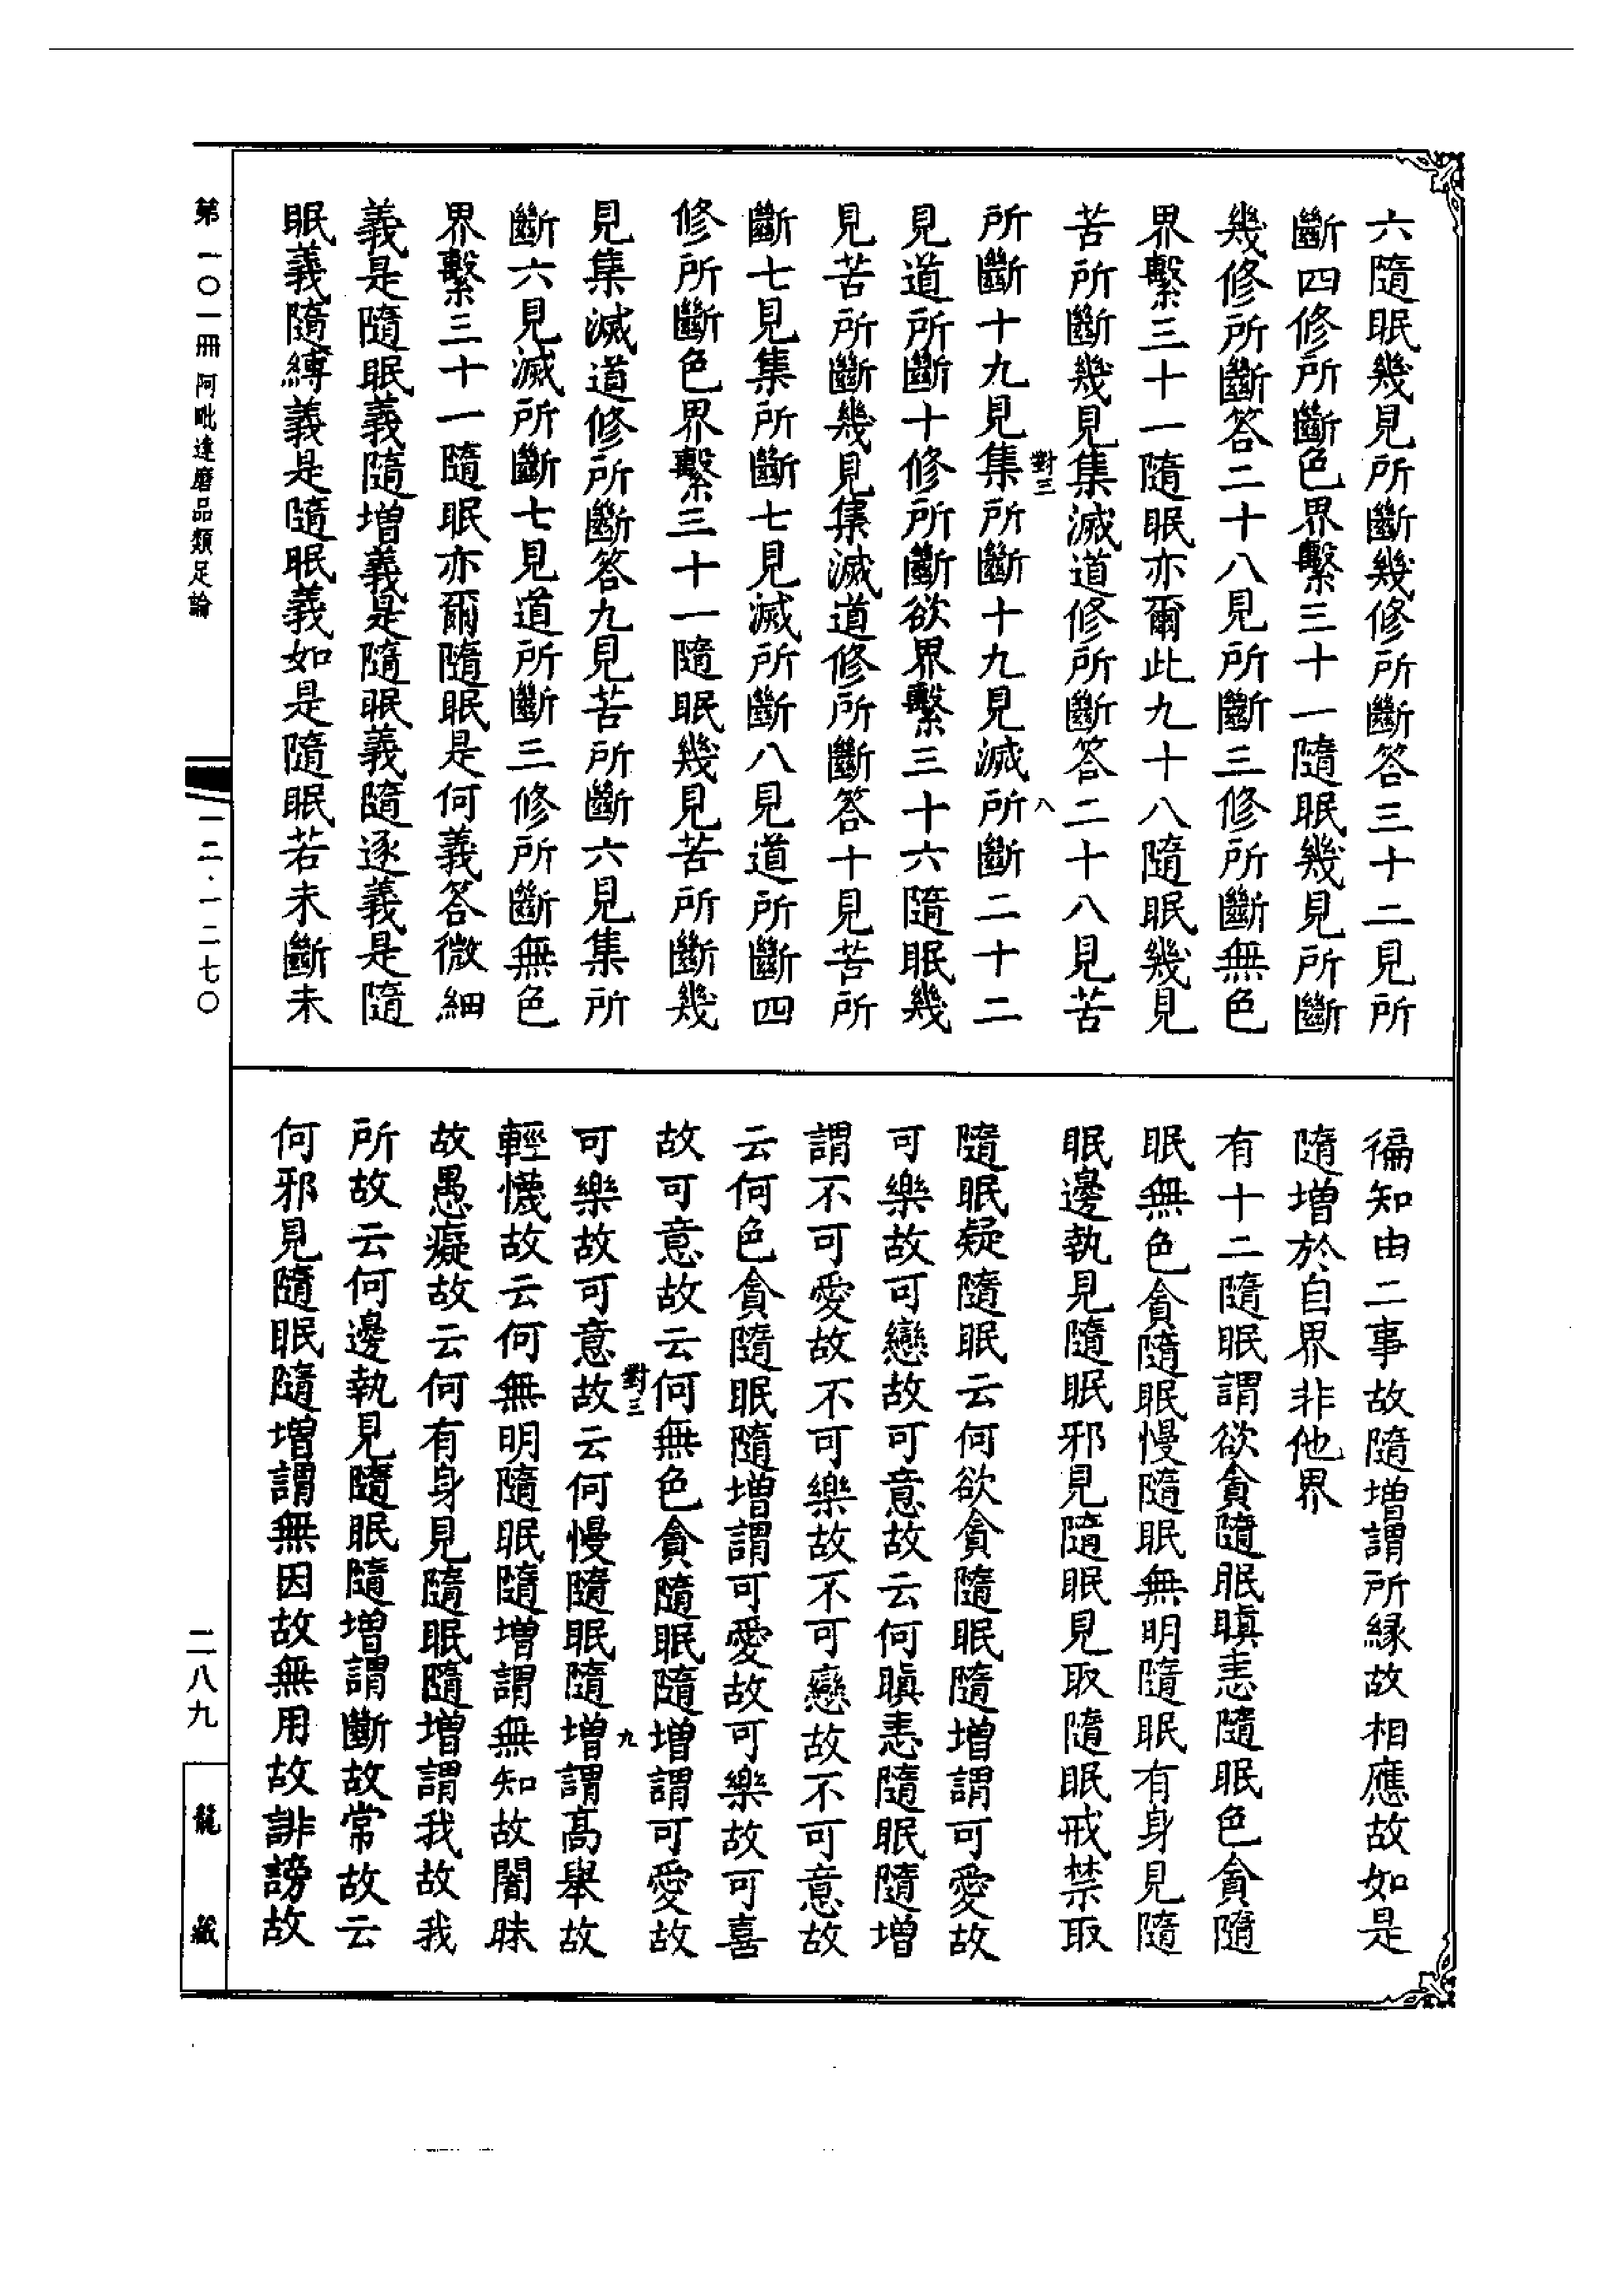 六隨眠幾見所斷幾修所斷答三十二見所
斷四修所斷色界繫三十一隨眠幾見所斷
幾修所斷答二十八見所斷三修所斷無色
界繫三十一隨眠亦爾此九十八隨眠幾見
苦所斷幾見集滅道修所斷答二十八見苦
對三
八
所斷十九見集所斷十九見滅所斷二十二
見道所斷十修所斷欲界繫三十六隨眠幾
見苦所斷幾見集滅道修所斷答十見苦所
斷七見集所斷七見滅所斷八見道所斷四
修所斷色界繫三十一隨眠幾見苦所斷幾
見集滅道修所斷答九見苦所斷六見集所
斷六見滅所斷七見道所斷三修所斷無色
界繫三十一隨眠亦爾隨眠是何義答微細
義是隨眠義隨增義是隨眠義隨逐義是隨
眠義隨縛義是隨眠義如是隨眠若未斷未
徧知由二事故隨增謂所緣故相應故如是
隨增於自界非他界
有十二隨眠謂欲貪隨眠瞋恚隨眠色貪隨
眠無色貪隨眠慢隨眠無明隨眠有身見隨
眠邊執見隨眠邪見隨眠見取隨眠戒禁取
隨眠疑隨眠云何欲貪隨眠隨增謂可愛故
可樂故可戀故可意故云何瞋恚隨眠隨增
謂不可愛故不可樂故不可戀故不可意故
云何色貪隨眠隨增謂可愛故可樂故可喜
故可意故云何無色貪隨眠隨增謂可愛故
對三
九
可樂故可意故云何慢隨眠隨增謂高舉故
輕懱故云何無明隨眠隨增謂無知故闇昧
故愚癡故云何有身見隨眠隨增謂我故我
所故云何邊執見隨眠隨增謂斷故常故云
何邪見隨眠隨增謂無因故無用故誹謗故
第一〇一冊 阿毗達磨品類足論
一二·一二七〇
二八九
龍藏